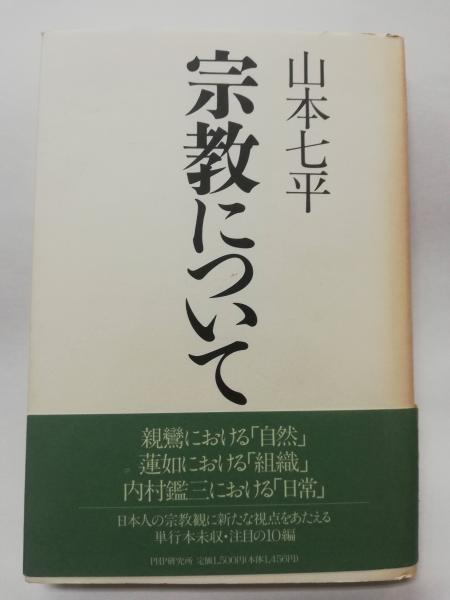 山本七平
宗教について
親鸞における「自然」
蓮如における「組織」
内村鑑三における「日常」
日本人の宗教観に新たな視点をあたえる
単行本未収・注目の10編
PHP研究所 定価1,500円(本体1,456円)